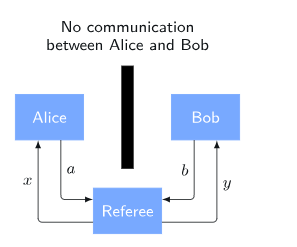 No communication
between Alice and Bob
Alice
Bob
a
b
x
y
Referee